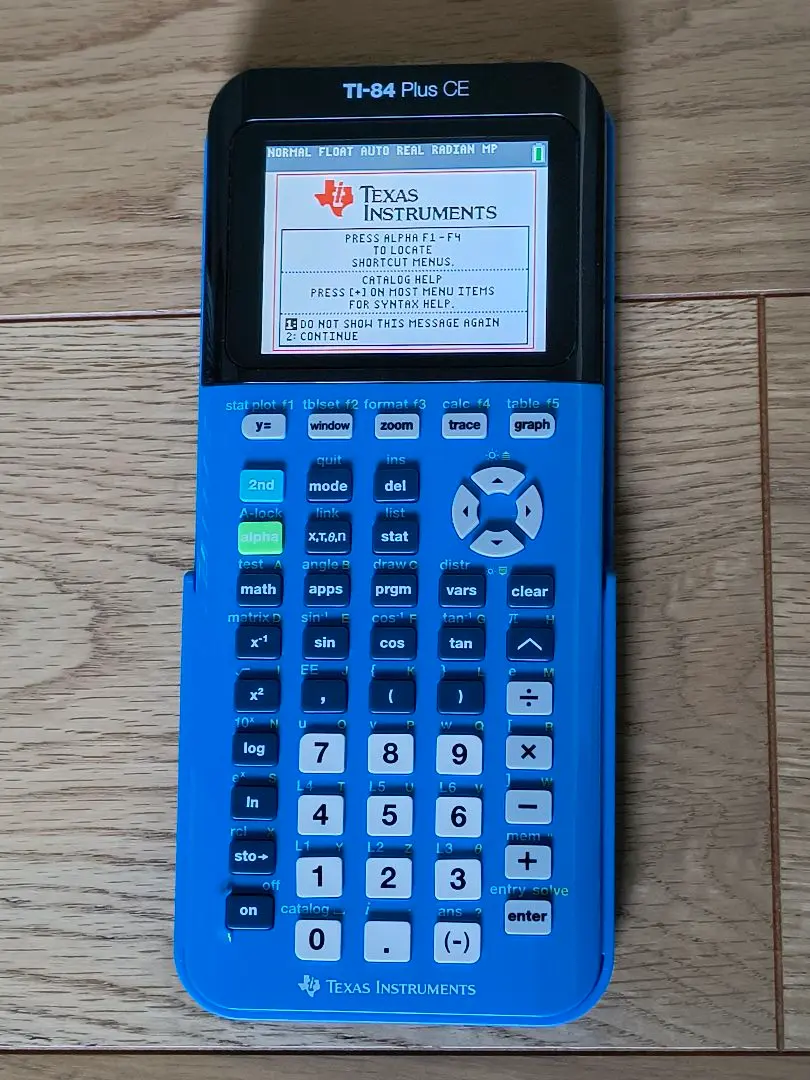 TI-84 Plus CE
NORMAL FLOAT AUTO REAL RADIAN MP
TEXAS
INSTRUMENTS
PRESS ALPHA F1-F4
TO LOCATE
SHORTCUT MENUS.
CATALOG HELP
PRESS [+] ON MOST MENU ITEMS
FOR SYNTAX HELP.
1: DO NOT SHOW THIS MESSAGE AGAIN
2: CONTINUE
stat plot f1 tblset f2 format f3 calc f4 table f5
y= window zoom trace graph
quit ins
2nd mode del
A-lock link list
alpha X,T,θ,n stat
test A angle B draw C distr
math apps prgm vars clear
matrix D sin⁻¹ E cos⁻¹ F tan⁻¹ G π H
x⁻¹ sin cos tan ^
√ I EE J { K } L e M
x² , ( ) ÷
10ˣ N u O v P w Q [ R
log 7 8 9 ×
eˣ S L4 T L5 U L6 V ] W
ln 4 5 6 −
rcl X L1 Y L2 Z L3 θ mem "
sto→ 1 2 3 +
off catalog i ans ? entry solve
on 0 . (-) enter
TEXAS INSTRUMENTS